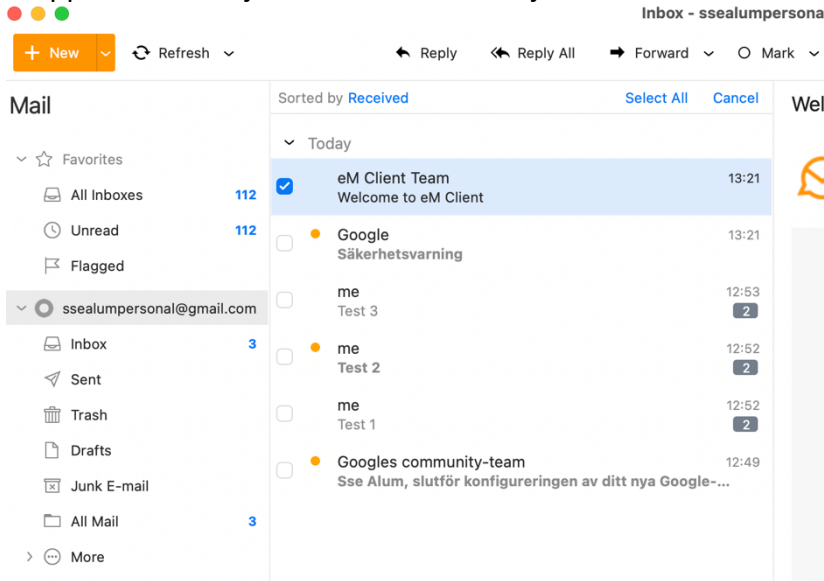 Inbox - ssealumpersona
New
Refresh
Reply
Reply All
Forward
Mark
Mail
Sorted by Received
Select All
Cancel
Wel
Favorites
All Inboxes 112
Unread 112
Flagged
ssealumpersonal@gmail.com
Inbox 3
Sent
Trash
Drafts
Junk E-mail
All Mail 3
More
Today
eM Client Team 13:21
Welcome to eM Client
Google 13:21
Säkerhetsvarning
me 12:53
Test 3 2
me 12:52
Test 2 2
me 12:52
Test 1 2
Googles community-team 12:49
Sse Alum, slutför konfigureringen av ditt nya Google-...